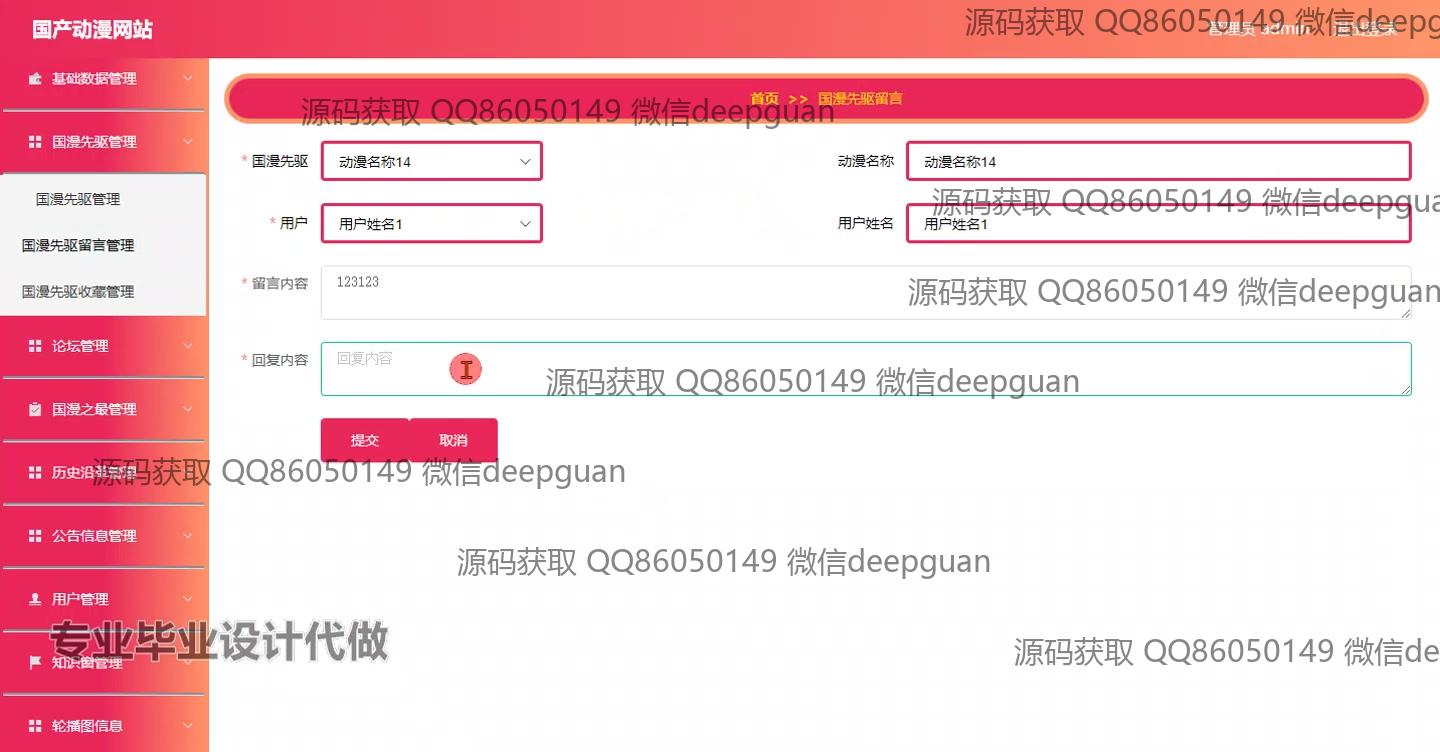 国产动漫网站
源码获取 QQ86050149 微信deepg
管理员 admin
退出登录
基础数据管理
首页 >> 国漫先驱留言
源码获取 QQ86050149 微信deepguan
国漫先驱管理
* 国漫先驱 动漫名称14
动漫名称 动漫名称14
国漫先驱管理
源码获取 QQ86050149 微信deepgua
* 用户 用户姓名1
用户姓名 用户姓名1
国漫先驱留言管理
* 留言内容 123123
国漫先驱收藏管理
源码获取 QQ86050149 微信deepguan
论坛管理
* 回复内容 回复内容
源码获取 QQ86050149 微信deepguan
国漫之最管理
提交 取消
历史沿革管理
源码获取 QQ86050149 微信deepguan
公告信息管理
源码获取 QQ86050149 微信deepguan
用户管理
专业毕业设计代做
知识窗管理
源码获取 QQ86050149 微信de
轮播图信息